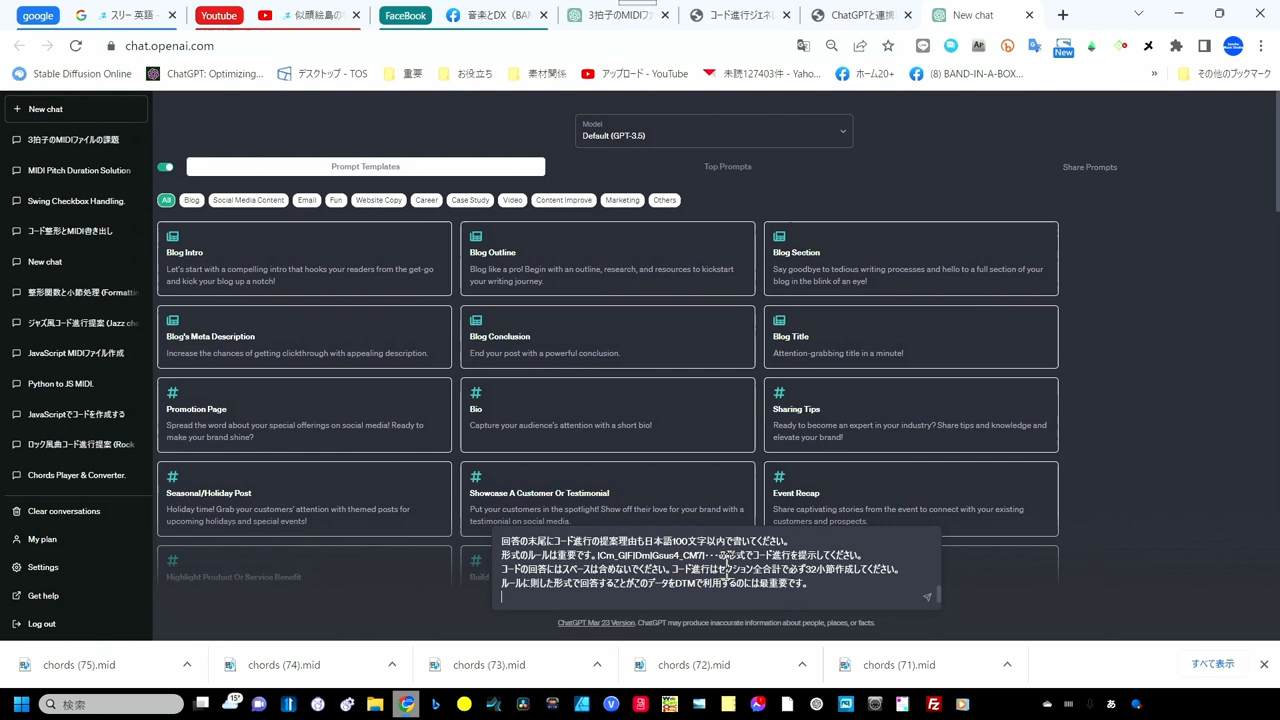 google
スリー 英語 -
Youtube
似顔絵島の
FaceBook
音楽とDX（BAN
3拍子のMIDIファ
コード進行ジェネ
ChatGPTと連携
New chat
chat.openai.com
New
Stable Diffusion Online
ChatGPT: Optimizing...
デスクトップ - TOS
重要
お役立ち
素材関係
アップロード - YouTube
未読127403件 - Yaho...
ホーム20+
(8) BAND-IN-A-BOX...
»
その他のブックマーク
New chat
3拍子のMIDIファイルの課題
MIDI Pitch Duration Solution
Swing Checkbox Handling.
コード整形とMIDI書き出し
New chat
整形関数と小節処理 (Formattin
ジャズ風コード進行提案 (Jazz cho
JavaScript MIDIファイル作成
Python to JS MIDI.
JavaScriptでコードを作成する
ロック風曲コード進行提案 (Rock
Chords Player & Converter.
Clear conversations
My plan
Settings
Get help
Log out
Model
Default (GPT-3.5)
Prompt Templates
Top Prompts
Share Prompts
All
Blog
Social Media Content
Email
Fun
Website Copy
Career
Case Study
Video
Content Improve
Marketing
Others
Blog Intro
Let's start with a compelling intro that hooks your readers from the get-go
and kick your blog up a notch!
Blog Outline
Blog like a pro! Begin with an outline, research, and resources to kickstart
your writing journey.
Blog Section
Say goodbye to tedious writing processes and hello to a full section of your
blog in the blink of an eye!
Blog's Meta Description
Increase the chances of getting clickthrough with appealing description.
Blog Conclusion
End your post with a powerful conclusion.
Blog Title
Attention-grabbing title in a minute!
Promotion Page
Spread the word about your special offerings on social media! Ready to
make your brand shine?
Bio
Capture your audience's attention with a short bio!
Sharing Tips
Ready to become an expert in your industry? Share tips and knowledge and
elevate your brand!
Seasonal/Holiday Post
Holiday time! Grab your customers' attention with themed posts for
upcoming holidays and special events!
Showcase A Customer Or Testimonial
Put your customers in the spotlight! Show off their love for your brand with a
testimonial on social media.
Event Recap
Share captivating stories from the event to connect with your existing
customers and prospects.
Highlight Product Or Service Benefit
Build
回答の末尾にコード進行の提案理由も日本語100文字以内で書いてください。
形式のルールは重要です。|Cm_G|F|Dm|Gsus4_CM7|・・・の形式でコード進行を提示してください。
コードの回答にはスペースは含めないでください。コード進行はセクション全合計で必ず32小節作成してください。
ルールに則した形式で回答することがこのデータをDTMで利用するのには最重要です。
ChatGPT Mar 23 Version. ChatGPT may produce inaccurate information about people, places, or facts.
chords (75).mid
chords (74).mid
chords (73).mid
chords (72).mid
chords (71).mid
すべて表示
検索
15°
あ